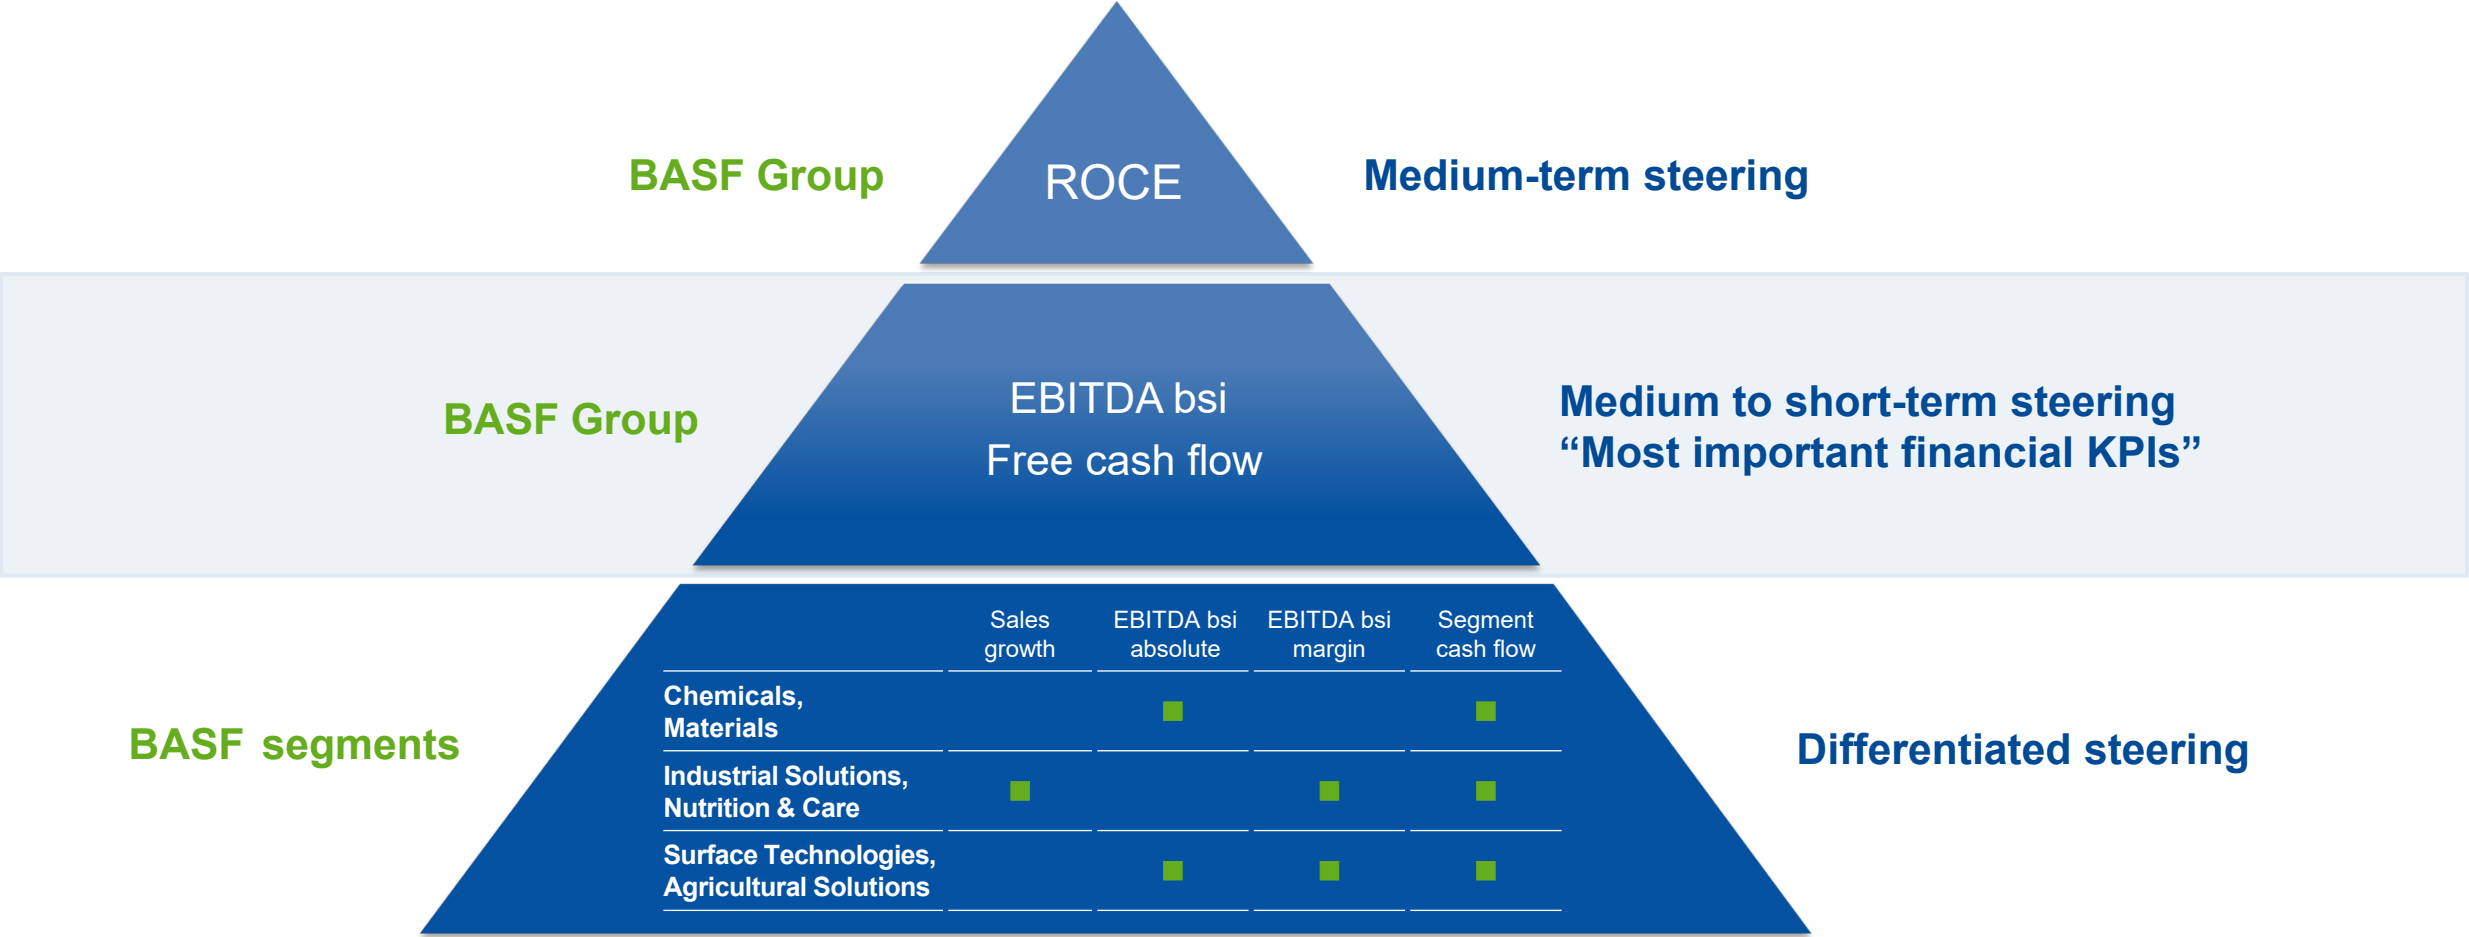 BASF Group
ROCE
Medium-term steering
BASF Group
EBITDA bsi
Free cash flow
Medium to short-term steering
“Most important financial KPIs”
BASF segments
Sales
growth
EBITDA bsi
absolute
EBITDA bsi
margin
Segment
cash flow
Chemicals,
Materials
Industrial Solutions,
Nutrition & Care
Surface Technologies,
Agricultural Solutions
Differentiated steering